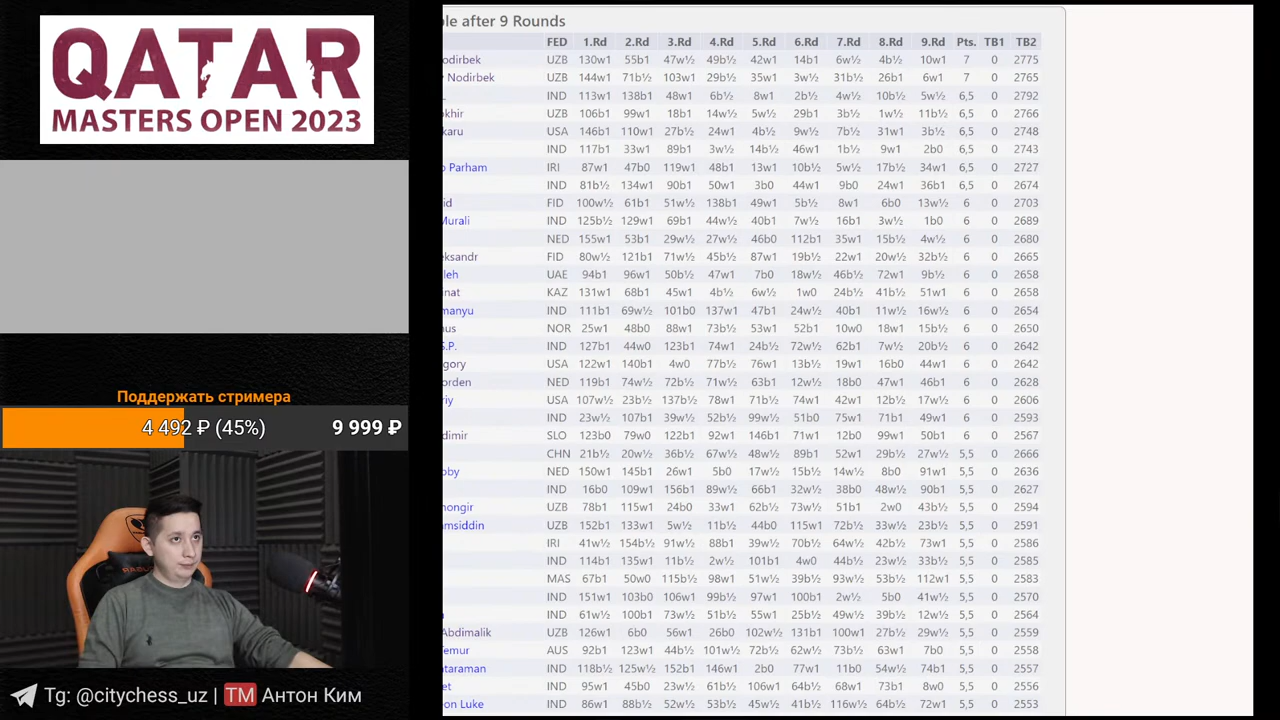 QATAR
MASTERS OPEN 2023
Поддержать стримера
4 492 ₽ (45%) 9 999 ₽
Tg: @citychess_uz | TM Антон Ким
ble after 9 Rounds
FED 1.Rd 2.Rd 3.Rd 4.Rd 5.Rd 6.Rd 7.Rd 8.Rd 9.Rd Pts. TB1 TB2
odirbek UZB 130w1 55b1 47w½ 49b½ 42w1 14b1 6w½ 4b½ 10w1 7 0 2775
Nodirbek UZB 144w1 71b½ 103w1 29b½ 35w1 3w½ 31b½ 26b1 6w1 7 0 2765
IND 113w1 138b1 48w1 6b½ 8w1 2b½ 4w½ 10b½ 5w½ 6,5 0 2792
okhir UZB 106b1 99w1 18b1 14w½ 5w½ 29b1 3b½ 1w½ 11b½ 6,5 0 2766
karu USA 146b1 110w1 27b½ 24w1 4b½ 9w½ 7b½ 31w1 3b½ 6,5 0 2748
IND 117b1 33w1 89b1 3w½ 14b½ 46w1 1b½ 9w1 2b0 6,5 0 2743
o Parham IRI 87w1 47b0 119w1 48b1 13w1 10b½ 5w½ 17b½ 34w1 6,5 0 2727
IND 81b½ 134w1 90b1 50w1 3b0 44w1 9b0 24w1 36b1 6,5 0 2674
id FID 100w½ 61b1 51w½ 138b1 49w1 5b½ 8w1 6b0 13w½ 6 0 2703
Murali IND 125b½ 129w1 69b1 44w½ 40b1 7w½ 16b1 3w½ 1b0 6 0 2689
NED 155w1 53b1 29w½ 27w½ 46b0 112b1 35w1 15b½ 4w½ 6 0 2680
eksandr FID 80w½ 121b1 71w½ 45b½ 87w1 19b½ 22w1 20w½ 32b½ 6 0 2665
leh UAE 94b1 96w1 50b½ 47w1 7b0 18w½ 46b½ 72w1 9b½ 6 0 2658
nat KAZ 131w1 68b1 45w1 4b½ 6w½ 1w0 24b½ 41b½ 51w1 6 0 2658
manyu IND 111b1 69w½ 101b0 137w1 47b1 24w½ 40b1 11w½ 16w½ 6 0 2654
nus NOR 25w1 48b0 88w1 73b½ 53w1 52b1 10w0 18w1 15b½ 6 0 2650
S.P. IND 127b1 44w0 123b1 74w1 24b½ 72w½ 62b1 7w½ 20b½ 6 0 2642
gory USA 122w1 140b1 4w0 77b½ 76w1 13b½ 19w1 16b0 44w1 6 0 2642
orden NED 119b1 74w½ 72b½ 71w½ 63b1 12w½ 18b0 47w1 46b1 6 0 2628
riy USA 107w½ 23b½ 137b½ 78w1 71b½ 74w1 42b½ 12b½ 17w½ 6 0 2606
IND 23w½ 107b1 39w½ 52w½ 99w½ 51b0 75w1 71b1 49w1 6 0 2593
dimir SLO 123b0 79w0 122b1 92w1 146b1 71w1 12b0 99w1 50b1 6 0 2567
CHN 21b½ 20w½ 36b½ 67w½ 48w½ 89b1 52w1 29b½ 27w½ 5,5 0 2666
oby NED 150w1 145b1 26w1 5b0 17w½ 15b½ 14w½ 8b0 91w1 5,5 0 2636
IND 16b0 109w1 156b1 89w½ 66b1 32w½ 38b0 48w½ 90b1 5,5 0 2627
hongir UZB 78b1 115w1 24b0 33w1 62b½ 73w½ 51b1 2w0 43b½ 5,5 0 2594
amsiddin UZB 152b1 133w1 5w½ 11b½ 44b0 115w1 72b½ 33w½ 23b½ 5,5 0 2591
IRI 41w½ 154b½ 91w½ 88b1 39w½ 70b½ 64w½ 42b½ 73w1 5,5 0 2586
IND 114b1 135w1 11b½ 2w½ 101b1 4w0 44b½ 23w½ 33b½ 5,5 0 2585
MAS 67b1 50w0 115b½ 98w1 51w½ 39b½ 93w½ 53b½ 112w1 5,5 0 2583
IND 151w1 103b0 106w1 99b½ 97w1 100b1 2w½ 5b0 41w½ 5,5 0 2570
IND 61w½ 100b1 73w½ 51b½ 55w1 25b½ 49w½ 39b½ 12w½ 5,5 0 2564
Abdimalik UZB 126w1 6b0 56w1 26b0 102w½ 131b1 100w1 27b½ 29w½ 5,5 0 2559
Temur AUS 92b1 123w1 44b½ 101w½ 72b½ 62w½ 73b½ 63w1 7b0 5,5 0 2558
ataraman IND 118b½ 125w½ 152b1 146w1 2b0 77w1 11b0 54w½ 74b1 5,5 0 2557
et IND 95w1 45b0 23w½ 61b½ 106w1 64b½ 68w1 73b1 8w0 5,5 0 2556
on Luke IND 86w1 88b½ 52w½ 53b½ 45w½ 41b½ 116w½ 64b½ 72w1 5,5 0 2553